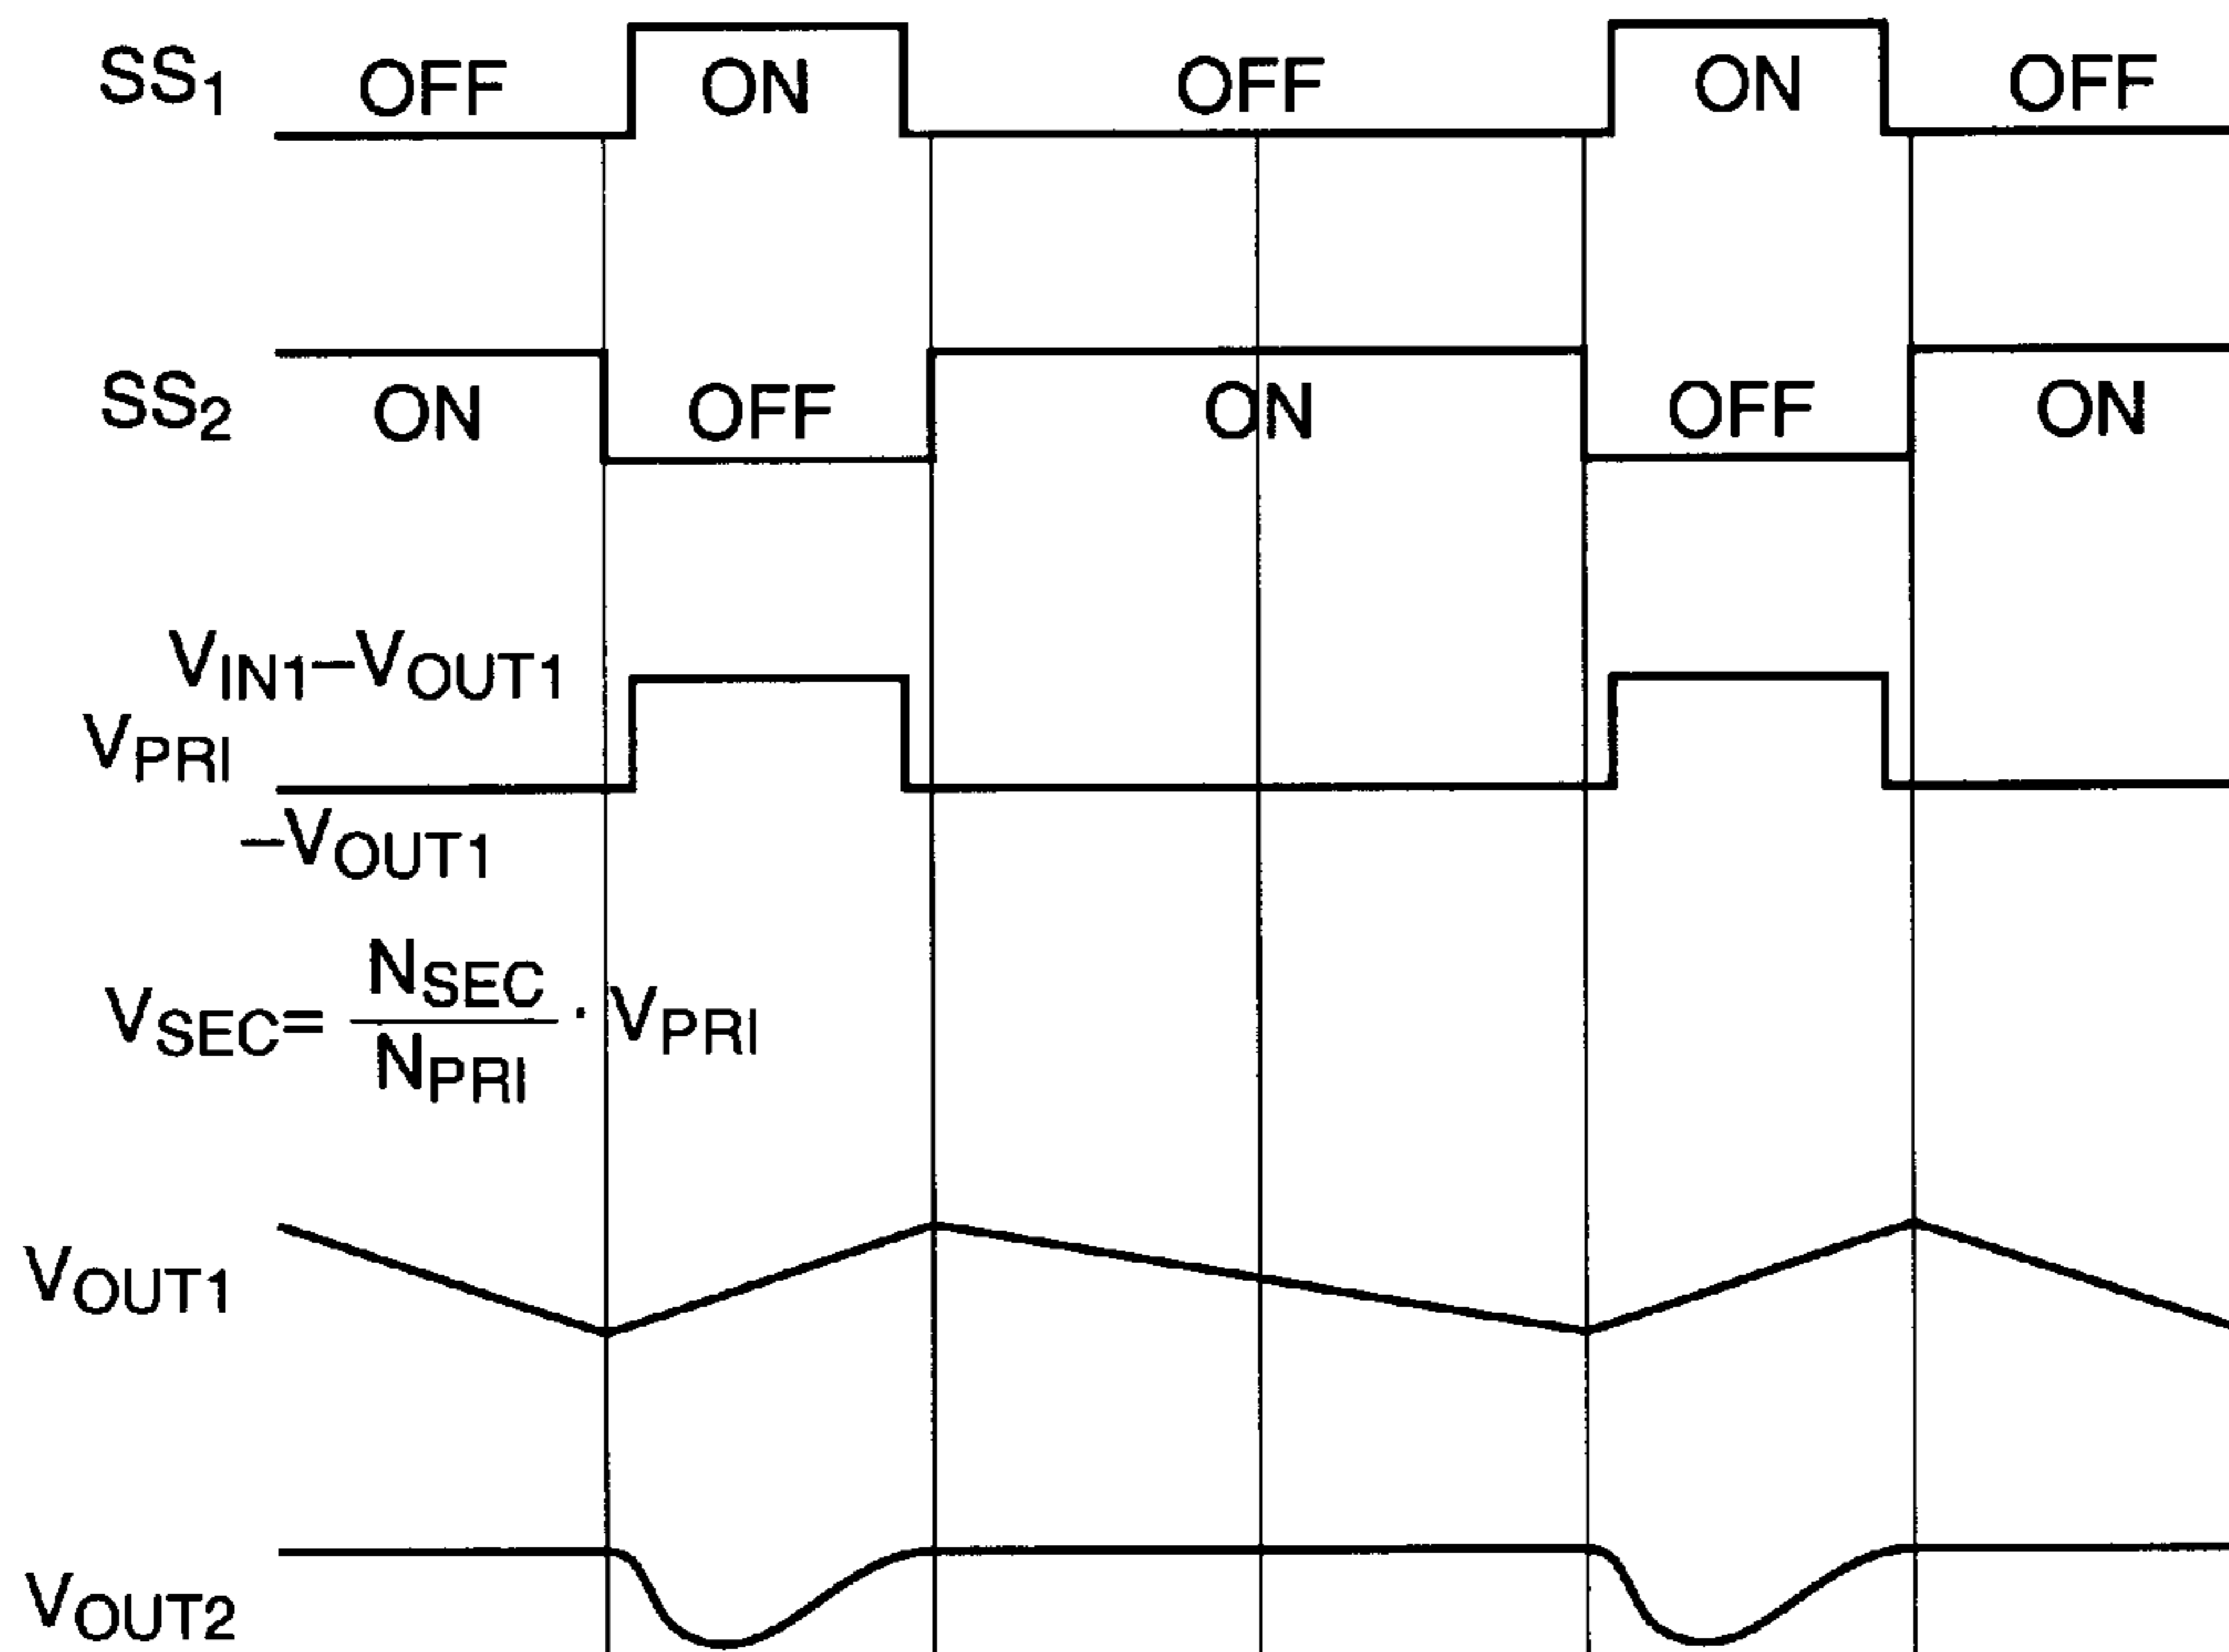 SS1 OFF ON OFF ON OFF
SS2 ON OFF ON OFF ON
VIN1–VOUT1
VPRI
–VOUT1
VSEC= NSEC/NPRI · VPRI
VOUT1
VOUT2